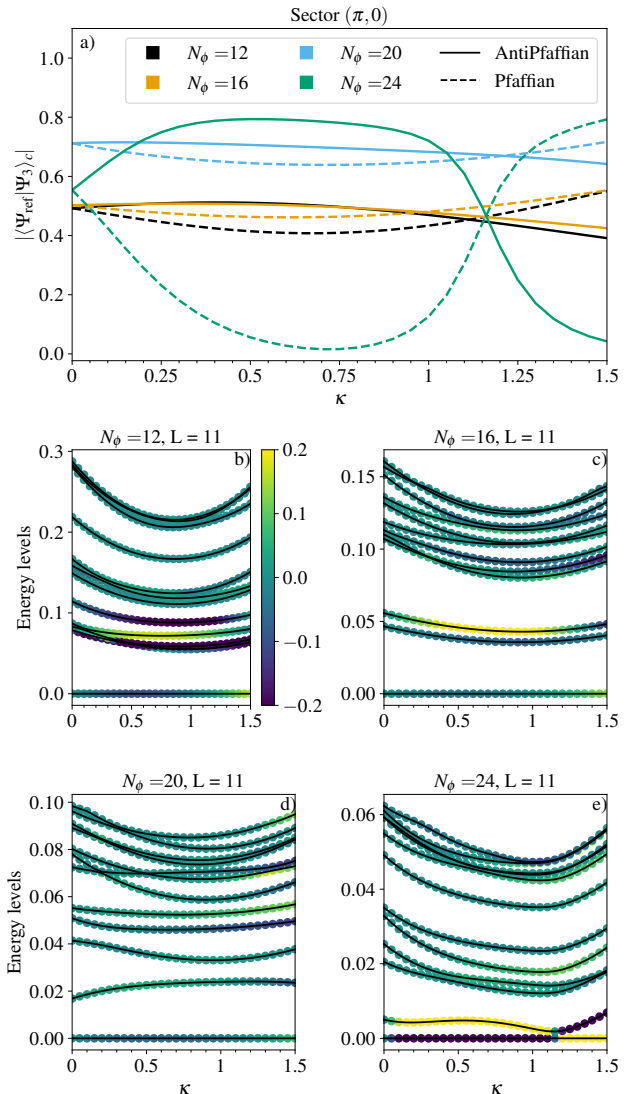 Sector (π, 0)
a)
N_ϕ =12
N_ϕ =16
N_ϕ =20
N_ϕ =24
AntiPfaffian
Pfaffian
|⟨Ψ_ref|Ψ_3⟩_c|
1.0
0.8
0.6
0.4
0.2
0.0
0 0.25 0.5 0.75 1 1.25 1.5
κ
N_ϕ =12, L = 11
b)
Energy levels
0.3
0.2
0.1
0.0
0 0.5 1.0 1.5
0.2
0.1
0.0
−0.1
−0.2
N_ϕ =16, L = 11
c)
0.15
0.10
0.05
0.00
0 0.5 1.0 1.5
N_ϕ =20, L = 11
d)
Energy levels
0.10
0.08
0.06
0.04
0.02
0.00
0 0.5 1.0 1.5
κ
N_ϕ =24, L = 11
e)
0.06
0.04
0.02
0.00
0 0.5 1.0 1.5
κ